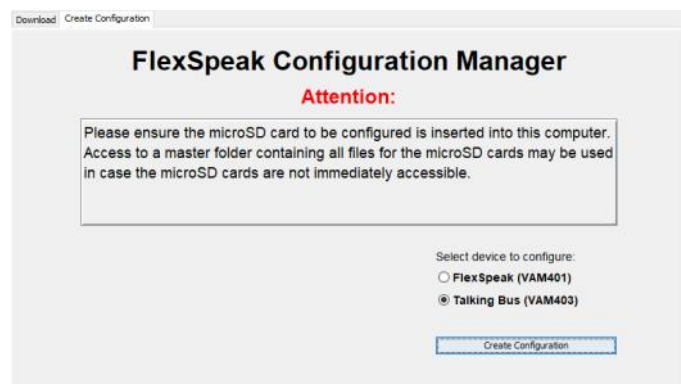 Download Create Configuration
FlexSpeak Configuration Manager
Attention:
Please ensure the microSD card to be configured is inserted into this computer.
Access to a master folder containing all files for the microSD cards may be used
in case the microSD cards are not immediately accessible.
Select device to configure:
FlexSpeak (VAM401)
Talking Bus (VAM403)
Create Configuration